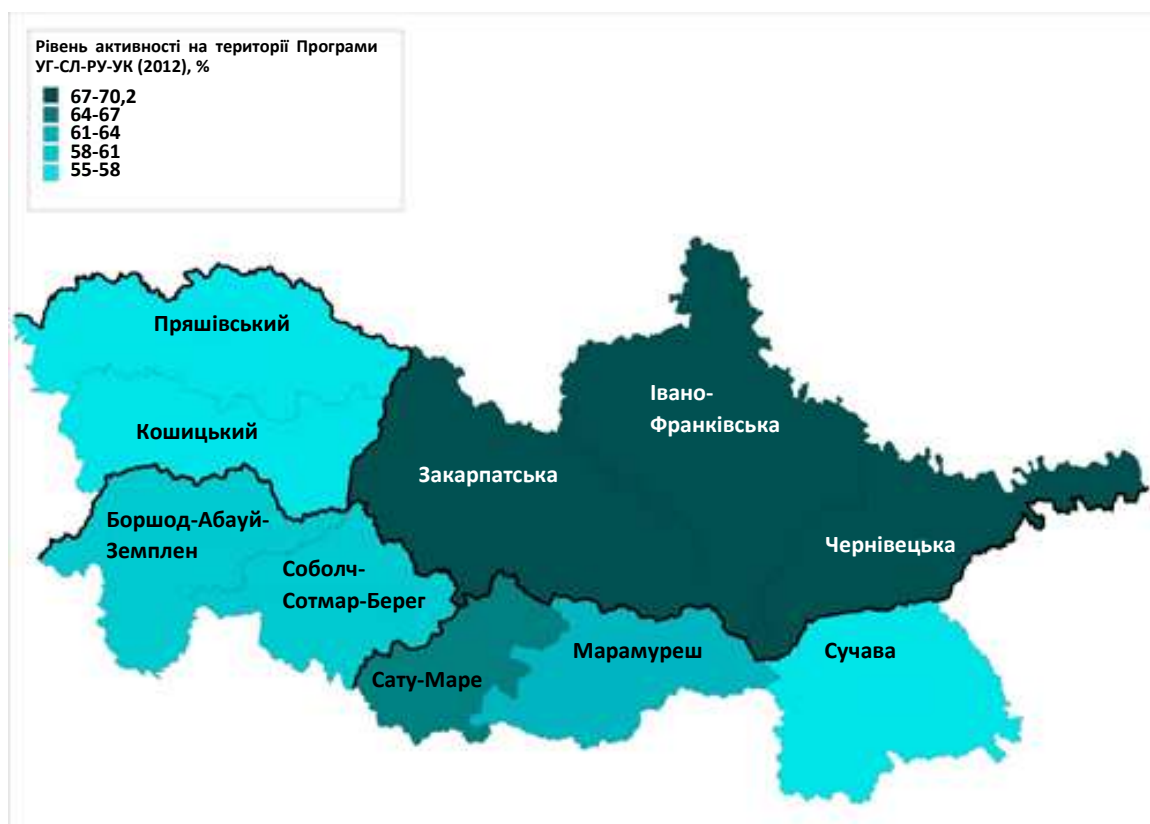 Рівень активності на території Програми
УГ-СЛ-РУ-УК (2012), %
67-70,2
64-67
61-64
58-61
55-58
Пряшівський
Кошицький
Боршод-Абауй-
Земплен
Соболч-
Сотмар-Берег
Закарпатська
Івано-
Франківська
Чернівецька
Сату-Маре
Марамуреш
Сучава